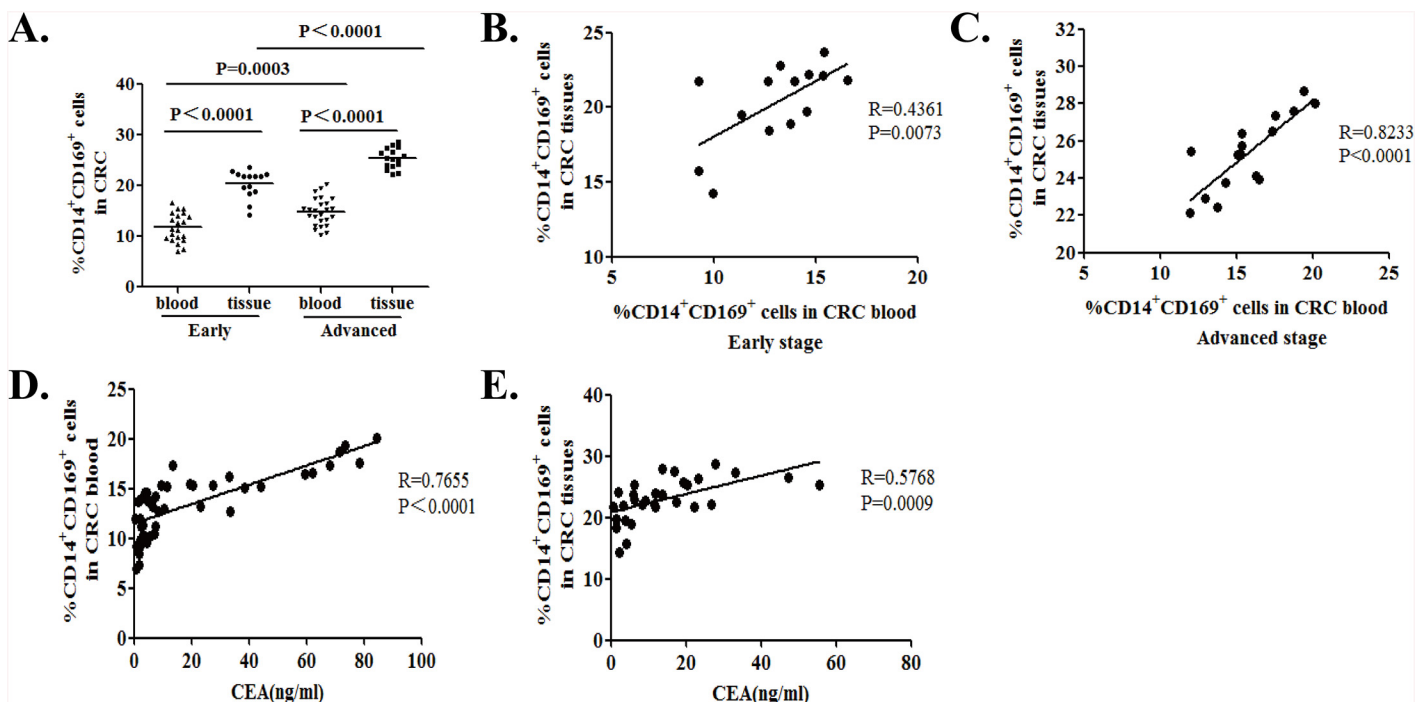 A.
P<0.0001
P=0.0003
P<0.0001
P<0.0001
%CD14⁺CD169⁺ cells
in CRC
40
30
20
10
0
blood
tissue
blood
tissue
Early
Advanced
B.
%CD14⁺CD169⁺ cells
in CRC tissues
25
20
15
10
5
10
15
20
R=0.4361
P=0.0073
%CD14⁺CD169⁺ cells in CRC blood
Early stage
C.
%CD14⁺CD169⁺ cells
in CRC tissues
32
30
28
26
24
22
20
5
10
15
20
25
R=0.8233
P<0.0001
%CD14⁺CD169⁺ cells in CRC blood
Advanced stage
D.
%CD14⁺CD169⁺ cells
in CRC blood
25
20
15
10
5
0
0
20
40
60
80
100
R=0.7655
P<0.0001
CEA(ng/ml)
E.
%CD14⁺CD169⁺ cells
in CRC tissues
40
30
20
10
0
0
20
40
60
80
R=0.5768
P=0.0009
CEA(ng/ml)